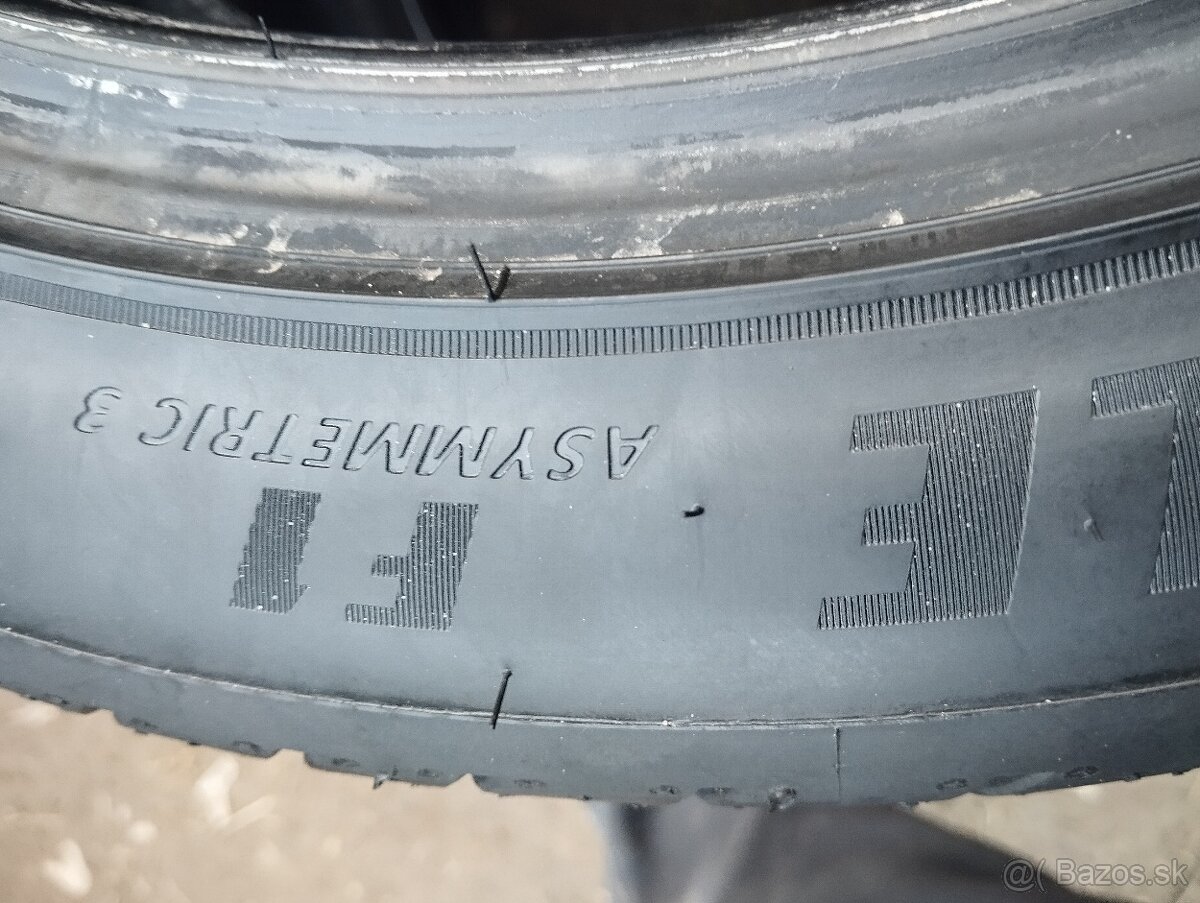 F1
ASYMMETRIC 3
@( Bazos.sk